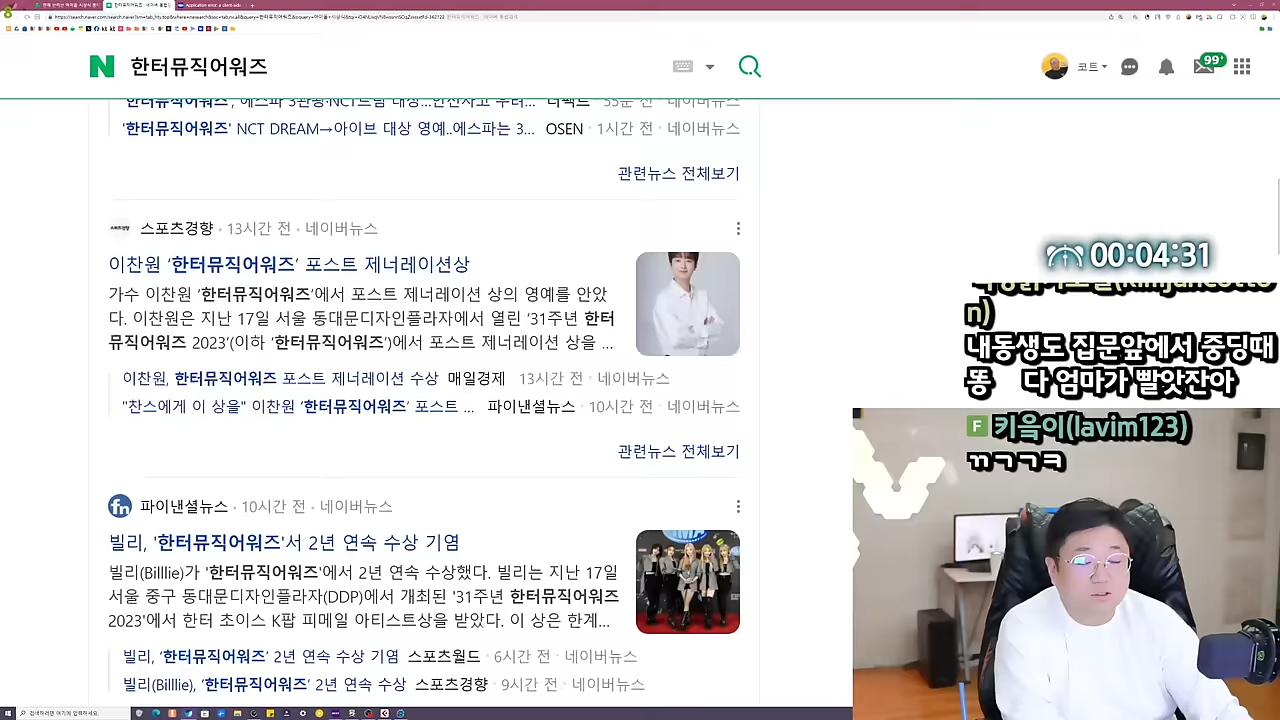 한터뮤직어워즈
코트
99+
'한터뮤직어워즈' NCT DREAM→아이브 대상 영예..에스파는 3... OSEN · 1시간 전 · 네이버뉴스
관련뉴스 전체보기
스포츠경향 · 13시간 전 · 네이버뉴스
이찬원 ‘한터뮤직어워즈’ 포스트 제너레이션상
가수 이찬원 ‘한터뮤직어워즈’에서 포스트 제너레이션 상의 영예를 안았
다. 이찬원은 지난 17일 서울 동대문디자인플라자에서 열린 ‘31주년 한터
뮤직어워즈 2023’(이하 ‘한터뮤직어워즈’)에서 포스트 제너레이션 상을 ...
이찬원, 한터뮤직어워즈 포스트 제너레이션 수상 매일경제 13시간 전 · 네이버뉴스
"찬스에게 이 상을" 이찬원 ‘한터뮤직어워즈’ 포스트 ... 파이낸셜뉴스 · 10시간 전 · 네이버뉴스
관련뉴스 전체보기
fn 파이낸셜뉴스 · 10시간 전 · 네이버뉴스
빌리, '한터뮤직어워즈'서 2년 연속 수상 기염
빌리(Billlie)가 '한터뮤직어워즈'에서 2년 연속 수상했다. 빌리는 지난 17일
서울 중구 동대문디자인플라자(DDP)에서 개최된 '31주년 한터뮤직어워즈
2023'에서 한터 초이스 K팝 피메일 아티스트상을 받았다. 이 상은 한계...
빌리, ‘한터뮤직어워즈’ 2년 연속 수상 기염 스포츠월드 · 6시간 전 · 네이버뉴스
빌리(Billlie), ‘한터뮤직어워즈’ 2년 연속 수상 스포츠경향 · 9시간 전 · 네이버뉴스
00:04:31
n)
내동생도 집문앞에서 중딩때
똥 다 엄마가 빨앗잔아
F 키읔이(lavim123)
ㄲㄱㄱㅋ
검색하려면 여기에 입력하세요.